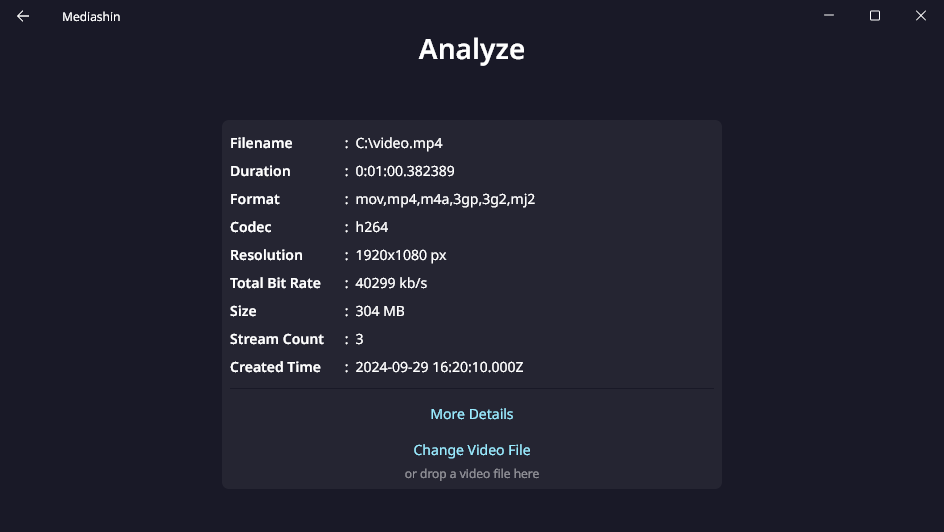 Mediashin
Analyze
Filename : C:\video.mp4
Duration : 0:01:00.382389
Format : mov,mp4,m4a,3gp,3g2,mj2
Codec : h264
Resolution : 1920x1080 px
Total Bit Rate : 40299 kb/s
Size : 304 MB
Stream Count : 3
Created Time : 2024-09-29 16:20:10.000Z
More Details
Change Video File
or drop a video file here